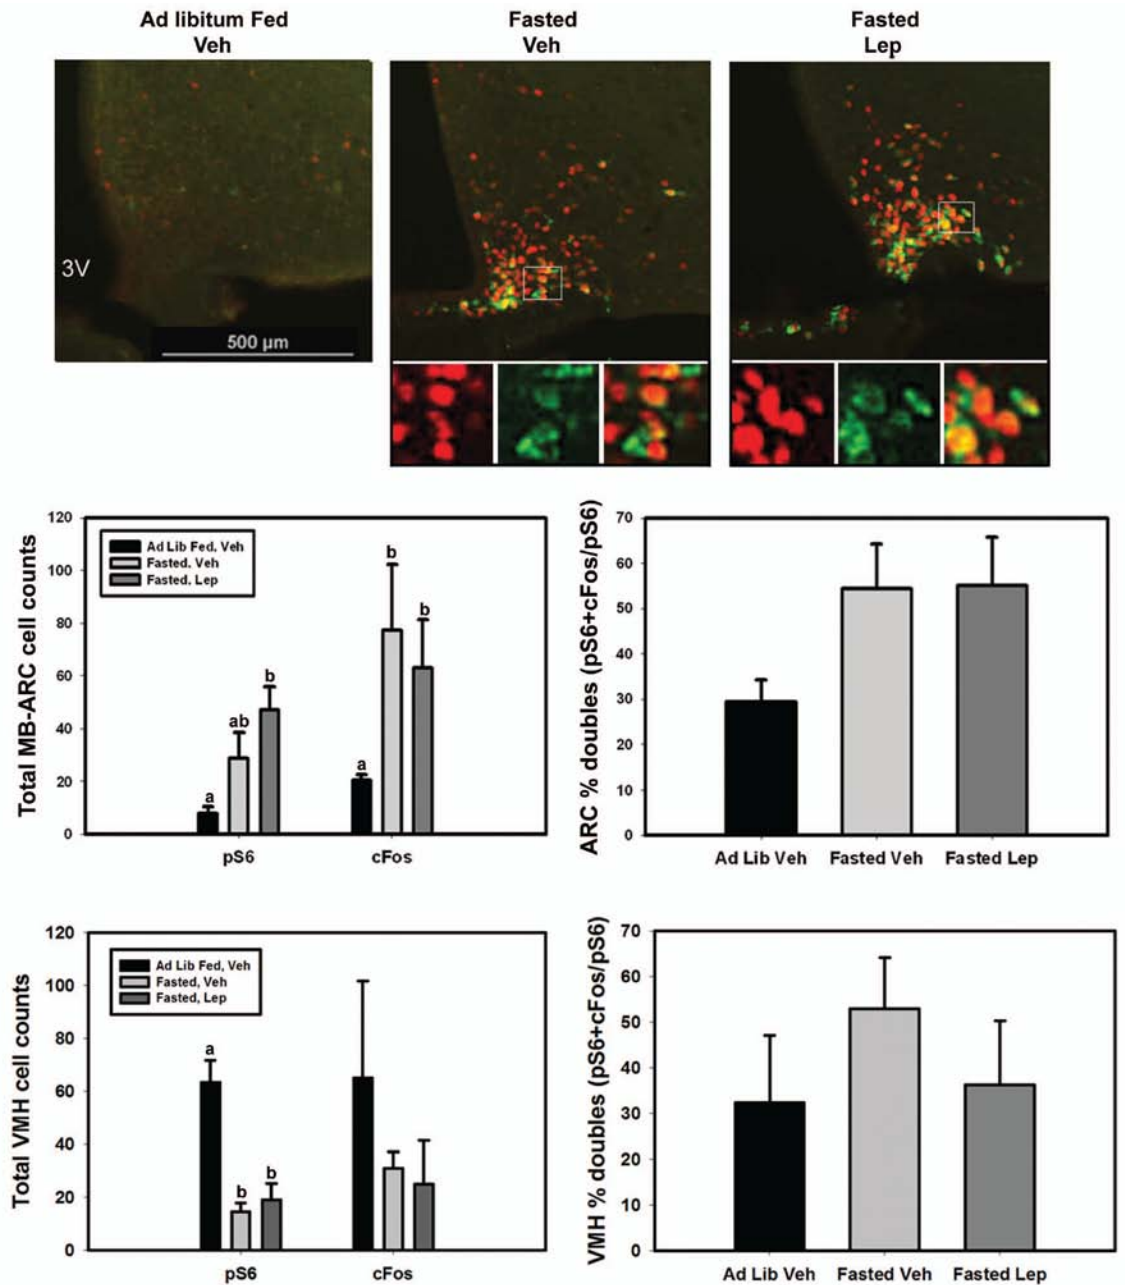 Ad libitum Fed
Veh
Fasted
Veh
Fasted
Lep
3V
500 µm
Total MB-ARC cell counts
120
100
80
60
40
20
0
Ad Lib Fed. Veh
Fasted. Veh
Fasted. Lep
a
ab
b
a
b
b
pS6
cFos
ARC % doubles (pS6+cFos/pS6)
70
60
50
40
30
20
10
0
Ad Lib Veh
Fasted Veh
Fasted Lep
Total VMH cell counts
120
100
80
60
40
20
0
Ad Lib Fed, Veh
Fasted, Veh
Fasted, Lep
a
b
b
pS6
cFos
VMH % doubles (pS6+cFos/pS6)
70
60
50
40
30
20
10
0
Ad Lib Veh
Fasted Veh
Fasted Lep